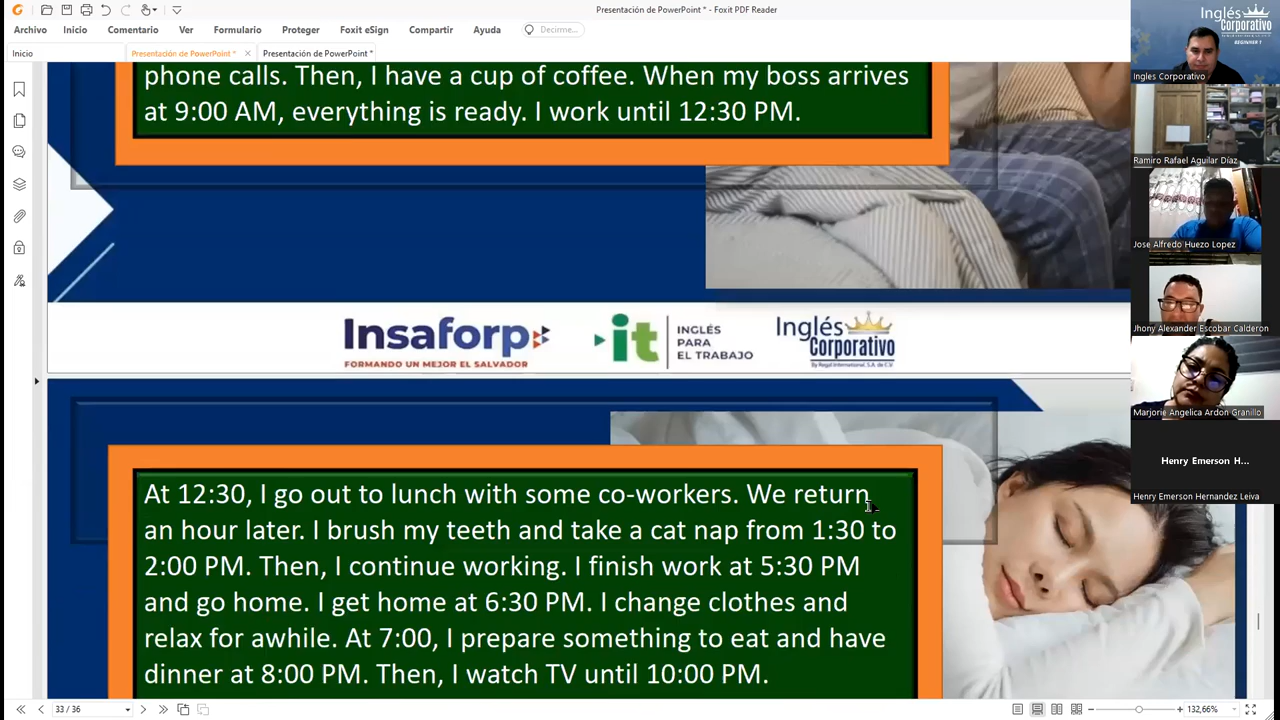 Presentación de PowerPoint * - Foxit PDF Reader
Archivo Inicio Comentario Ver Formulario Proteger Foxit eSign Compartir Ayuda Decirme...
Inicio Presentación de PowerPoint * × Presentación de PowerPoint *
phone calls. Then, I have a cup of coffee. When my boss arrives
at 9:00 AM, everything is ready. I work until 12:30 PM.
Insaforp
FORMANDO UN MEJOR EL SALVADOR
it
INGLÉS
PARA
EL TRABAJO
Inglés
Corporativo
By Regal International, S.A. de C.V
At 12:30, I go out to lunch with some co-workers. We return
an hour later. I brush my teeth and take a cat nap from 1:30 to
2:00 PM. Then, I continue working. I finish work at 5:30 PM
and go home. I get home at 6:30 PM. I change clothes and
relax for awhile. At 7:00, I prepare something to eat and have
dinner at 8:00 PM. Then, I watch TV until 10:00 PM.
33 / 36
132,66%
Inglés
Corporativo
BEGINNER 1
Ingles Corporativo
Ramiro Rafael Aguilar Díaz
Jose Alfredo Huezo Lopez
Jhony Alexander Escobar Calderon
Marjorie Angelica Ardon Granillo
Henry Emerson H...
Henry Emerson Hernandez Leiva